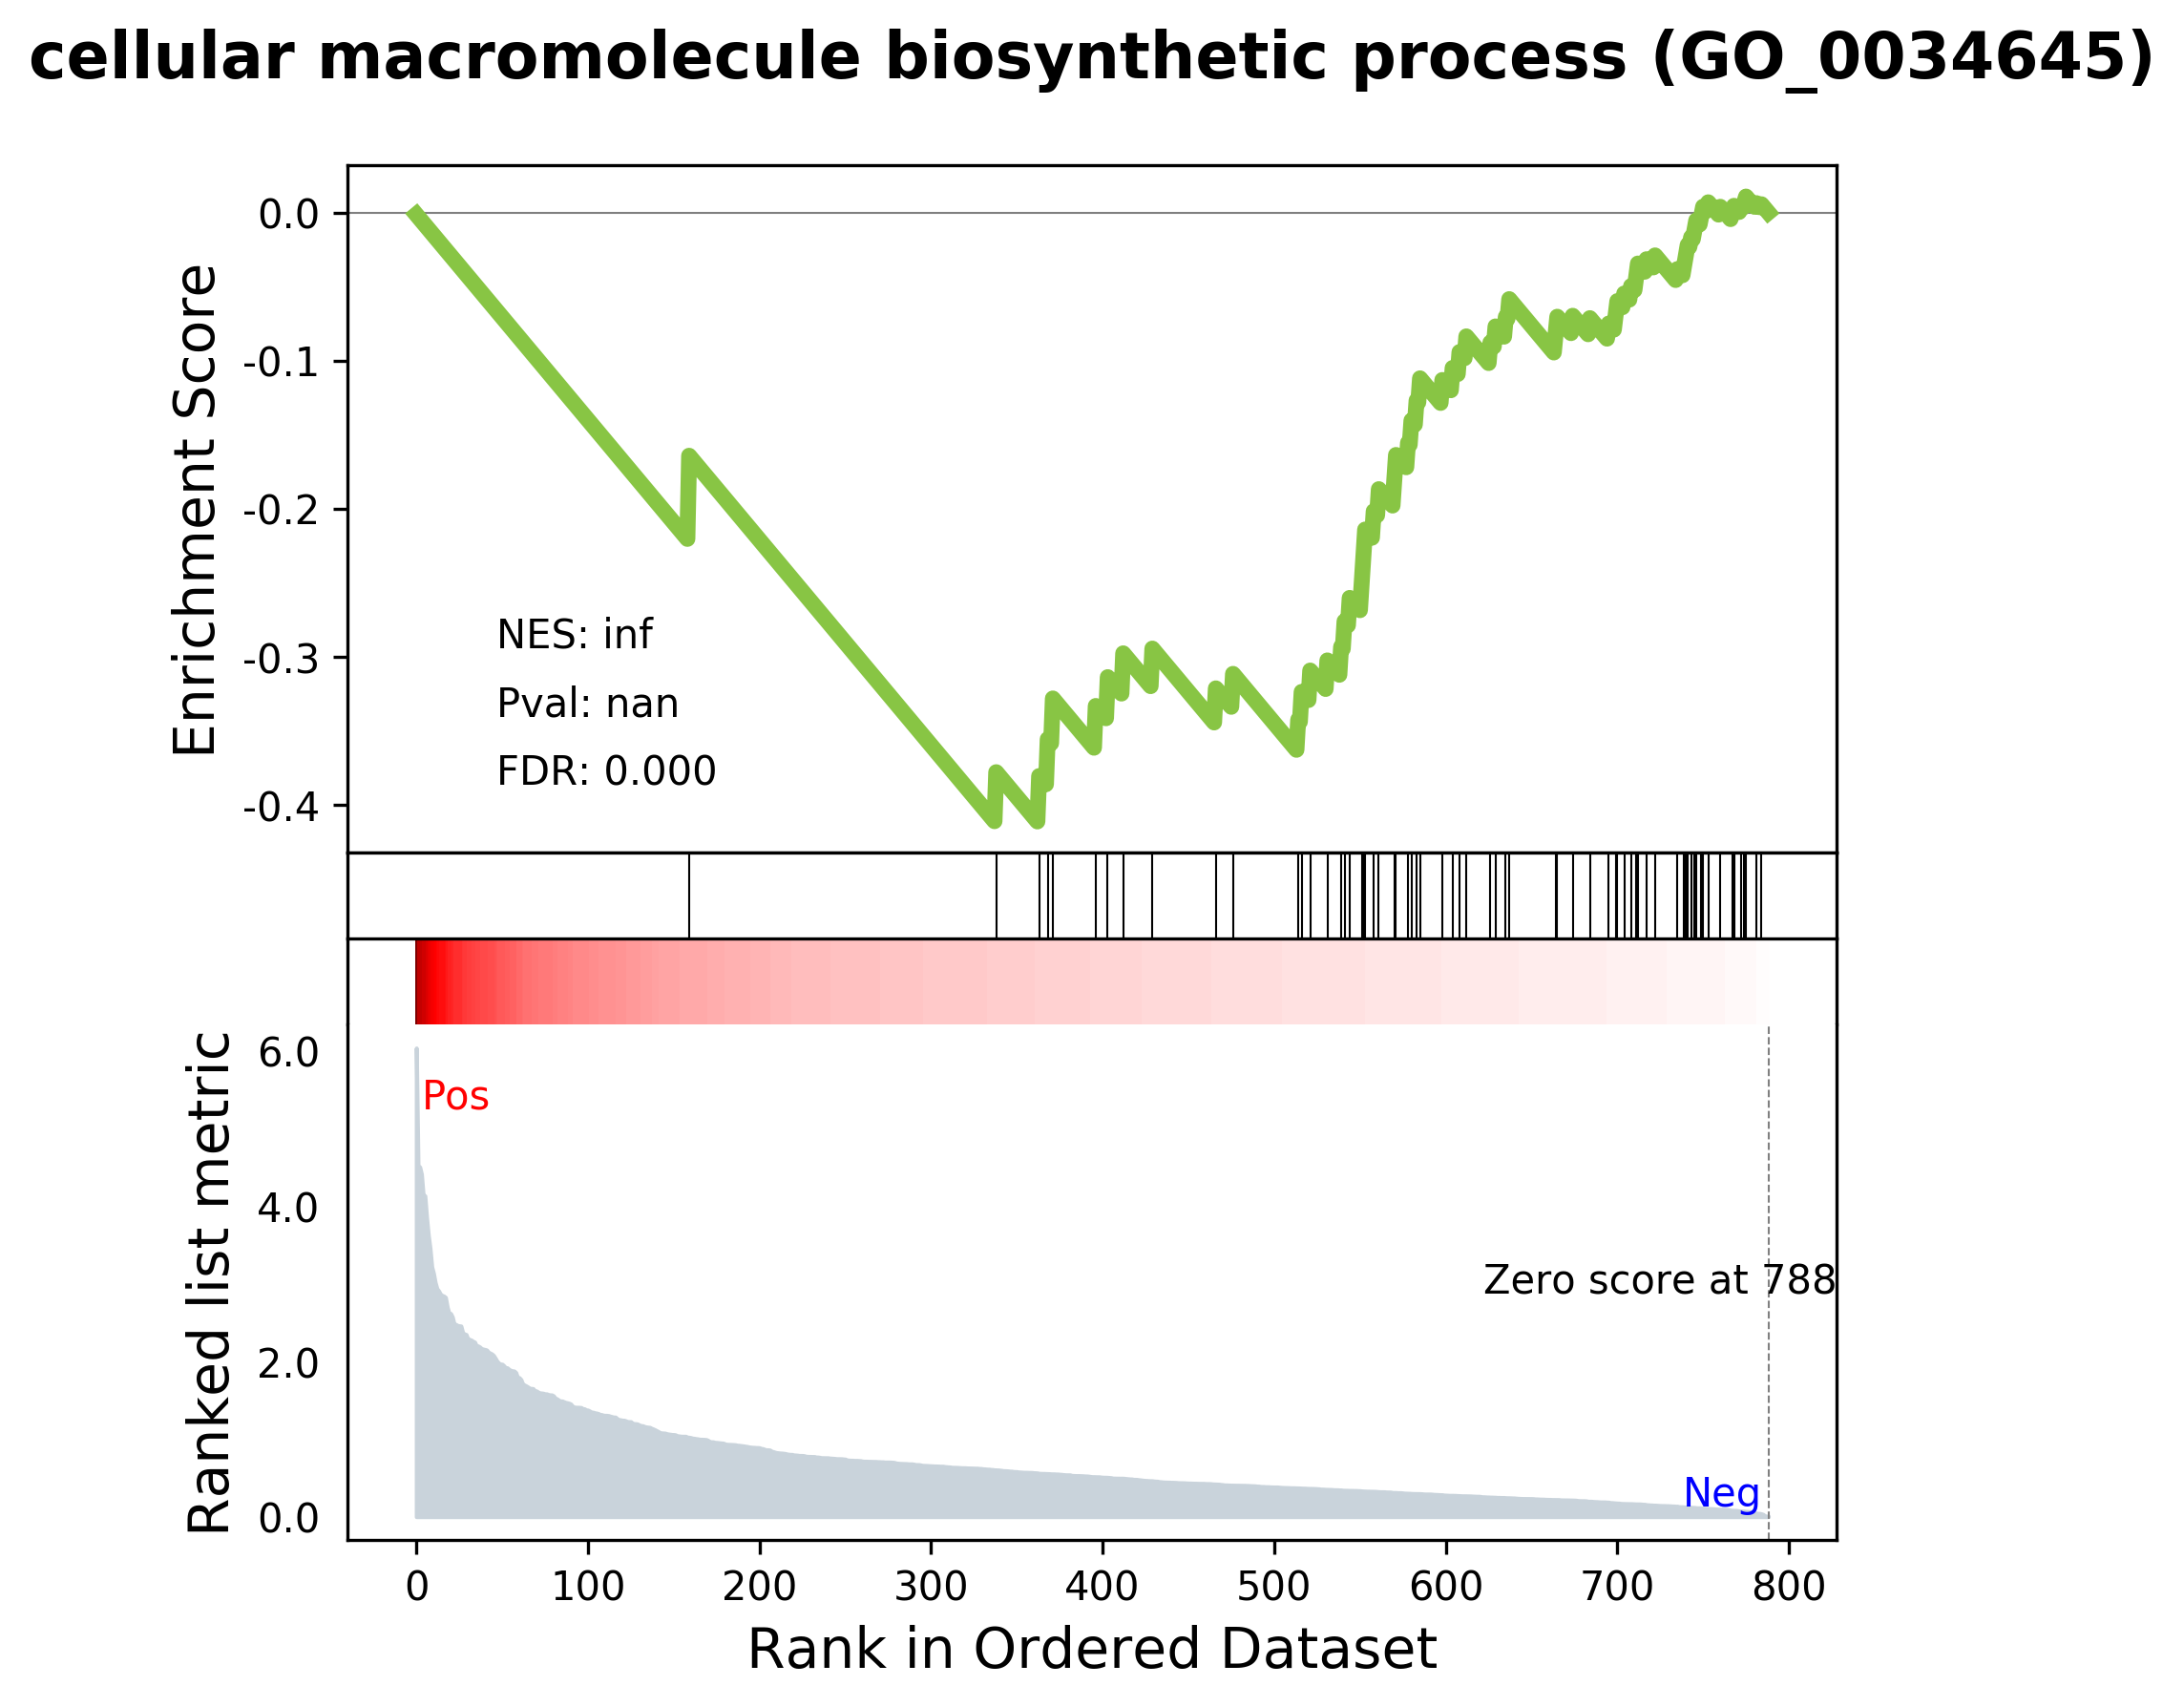 cellular macromolecule biosynthetic process (GO_0034645)
Enrichment Score
0.0
-0.1
-0.2
-0.3
-0.4
NES: inf
Pval: nan
FDR: 0.000
Ranked list metric
6.0
4.0
2.0
0.0
Pos
Zero score at 788
Neg
0 100 200 300 400 500 600 700 800
Rank in Ordered Dataset